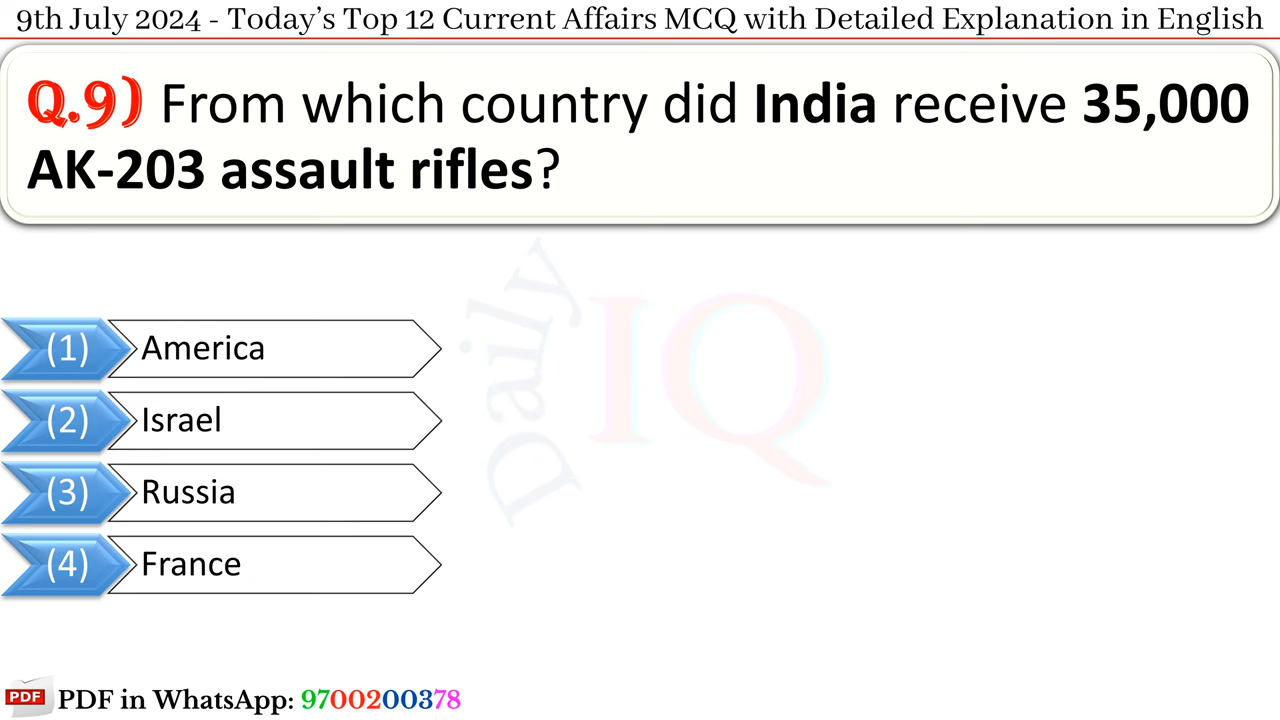 9th July 2024 - Today’s Top 12 Current Affairs MCQ with Detailed Explanation in English
Q.9) From which country did India receive 35,000
AK-203 assault rifles?
Daily
IQ
(1) America
(2) Israel
(3) Russia
(4) France
PDF PDF in WhatsApp: 9700200378